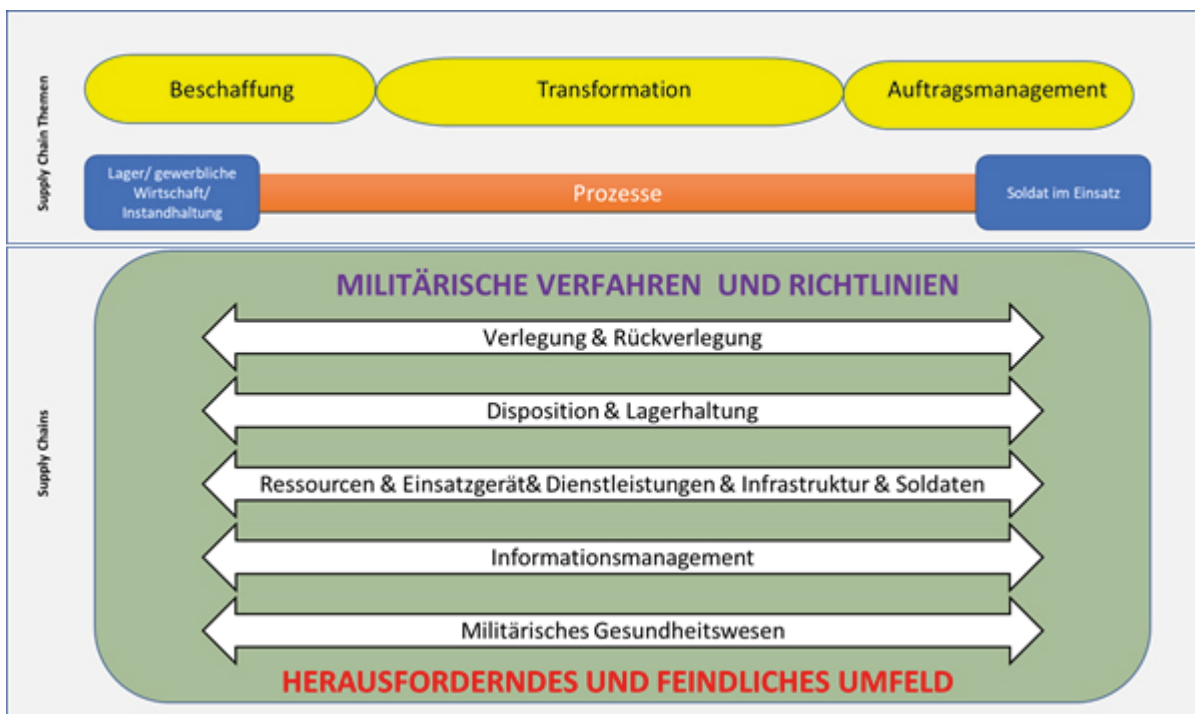 Supply Chain Themen
Beschaffung
Transformation
Auftragsmanagement
Lager/ gewerbliche
Wirtschaft/
Instandhaltung
Prozesse
Soldat im Einsatz
Supply Chains
MILITÄRISCHE VERFAHREN UND RICHTLINIEN
Verlegung & Rückverlegung
Disposition & Lagerhaltung
Ressourcen & Einsatzgerät& Dienstleistungen & Infrastruktur & Soldaten
Informationsmanagement
Militärisches Gesundheitswesen
HERAUSFORDERNDES UND FEINDLICHES UMFELD